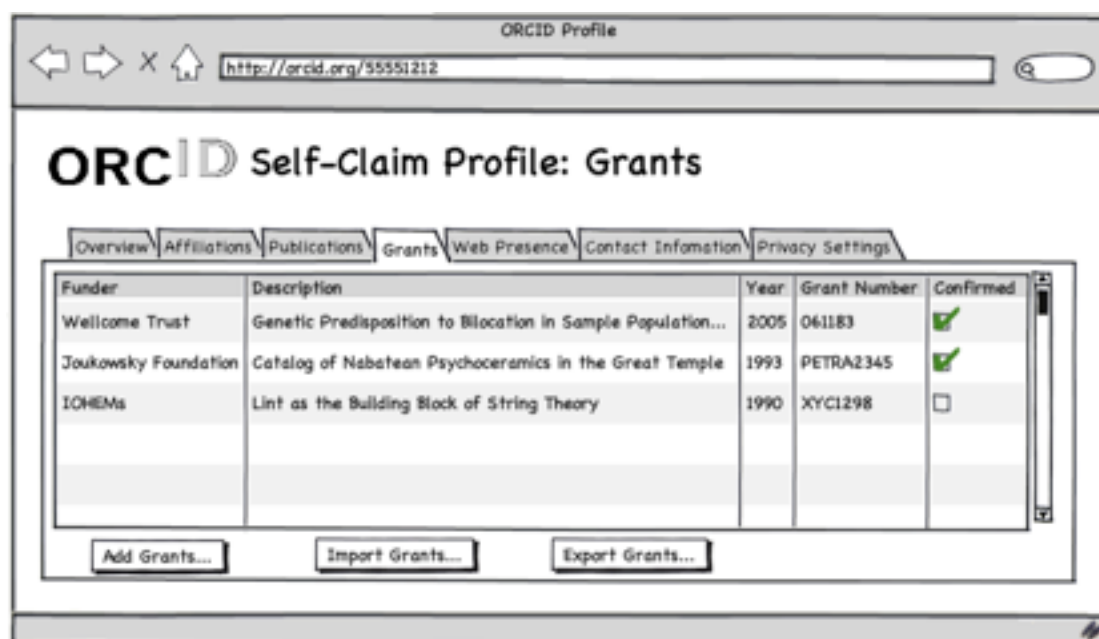 ORCID Profile
http://orcid.org/55551212
ORCID Self-Claim Profile: Grants
Overview Affiliations Publications Grants Web Presence Contact Infomation Privacy Settings
Funder Description Year Grant Number Confirmed
Wellcome Trust Genetic Predisposition to Bilocation in Sample Population... 2005 061183
Joukowsky Foundation Catalog of Nabatean Psychoceramics in the Great Temple 1993 PETRA2345
IOHEMs Lint as the Building Block of String Theory 1990 XYC1298
Add Grants... Import Grants... Export Grants...